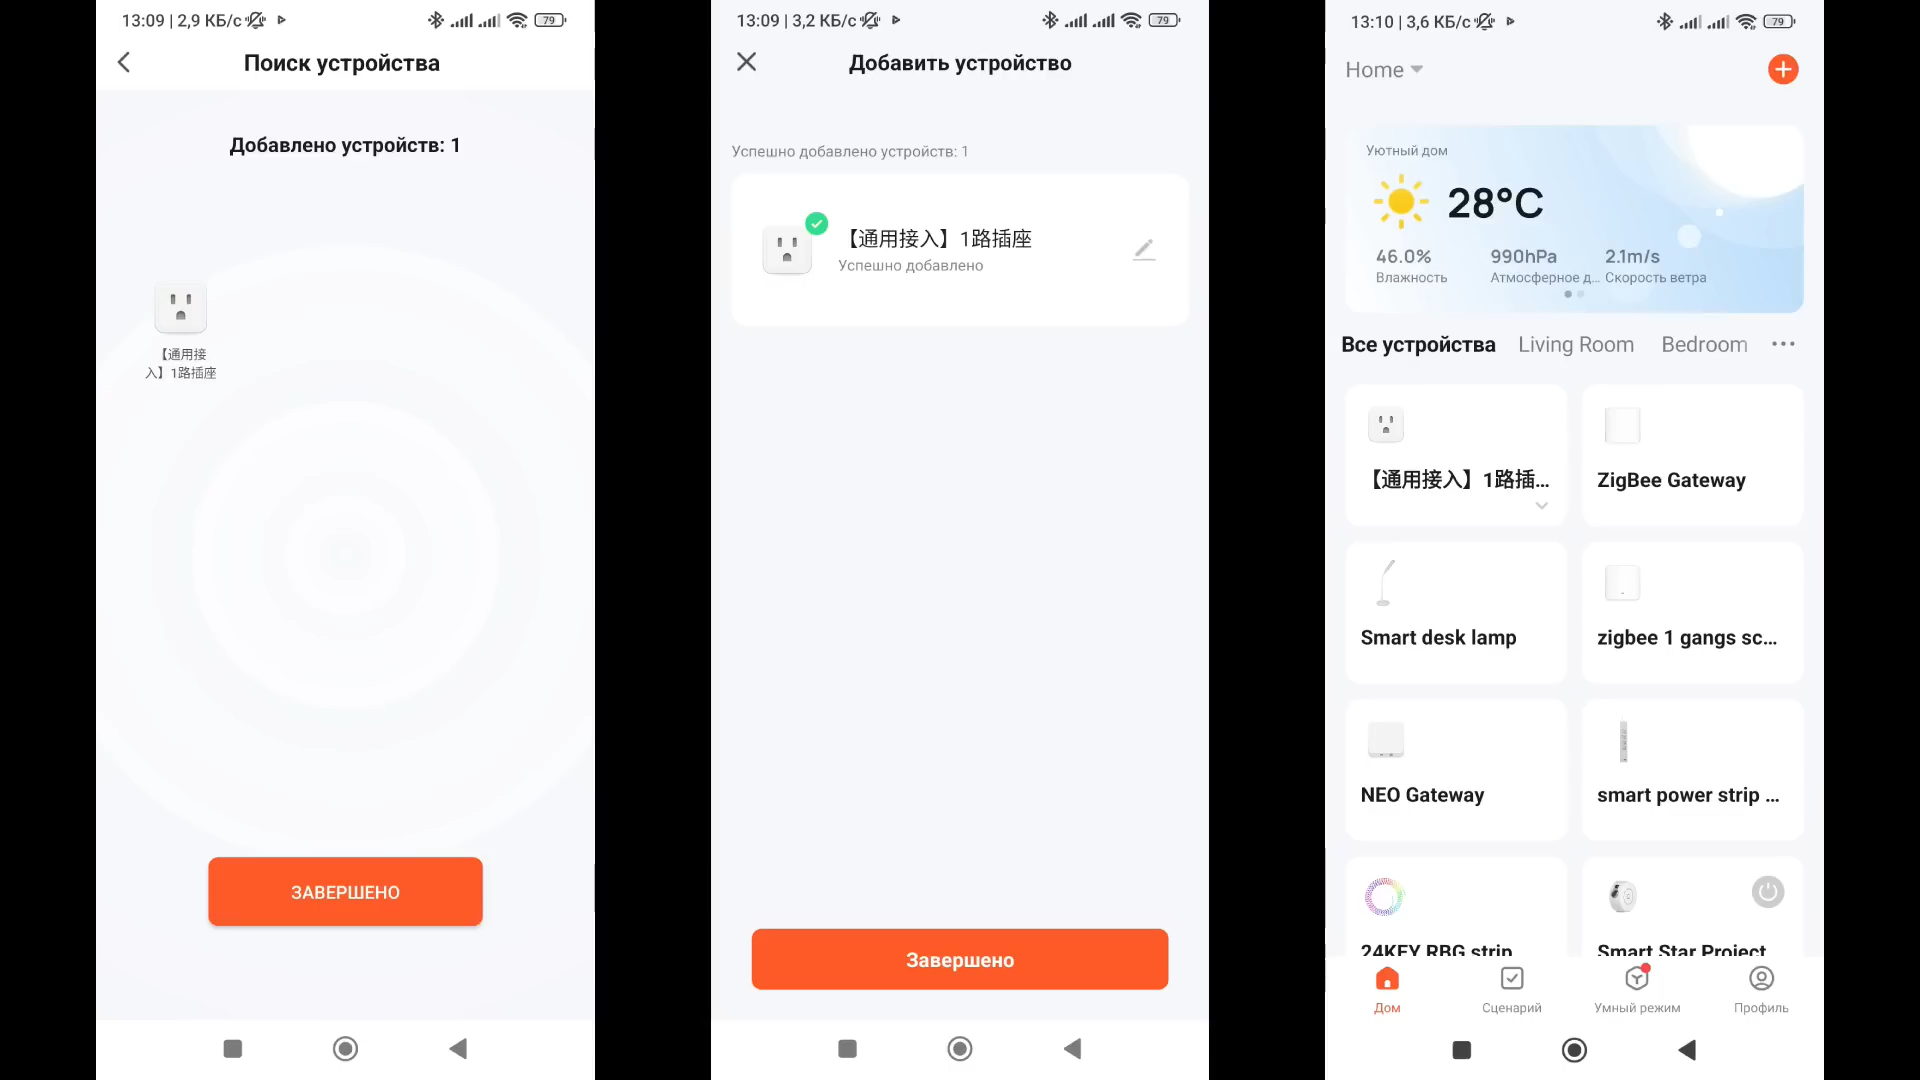 13:09 | 2,9 КБ/с
79
Поиск устройства
Добавлено устройств: 1
【通用接
入】1路插座
ЗАВЕРШЕНО
13:09 | 3,2 КБ/с
79
Добавить устройство
Успешно добавлено устройств: 1
【通用接入】1路插座
Успешно добавлено
Завершено
13:10 | 3,6 КБ/с
79
Home
Уютный дом
28°C
46.0% 990hPa 2.1m/s
Влажность Атмосферное д... Скорость ветра
Все устройства Living Room Bedroom
【通用接入】1路插...
ZigBee Gateway
Smart desk lamp
zigbee 1 gangs sc...
NEO Gateway
smart power strip ...
24KEY RBG strip
Smart Star Project
Дом Сценарий Умный режим Профиль